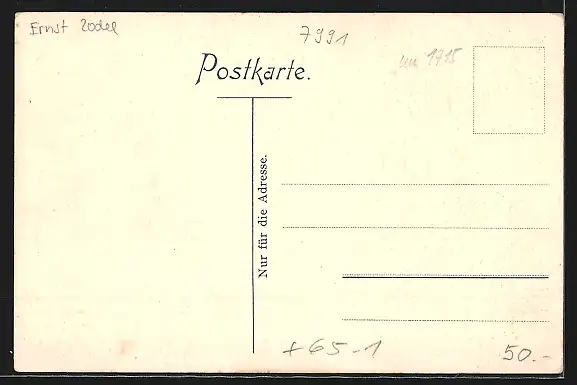 Ernst Zodel
7991
um 1915
Postkarte.
Nur für die Adresse.
+65-1
50.-